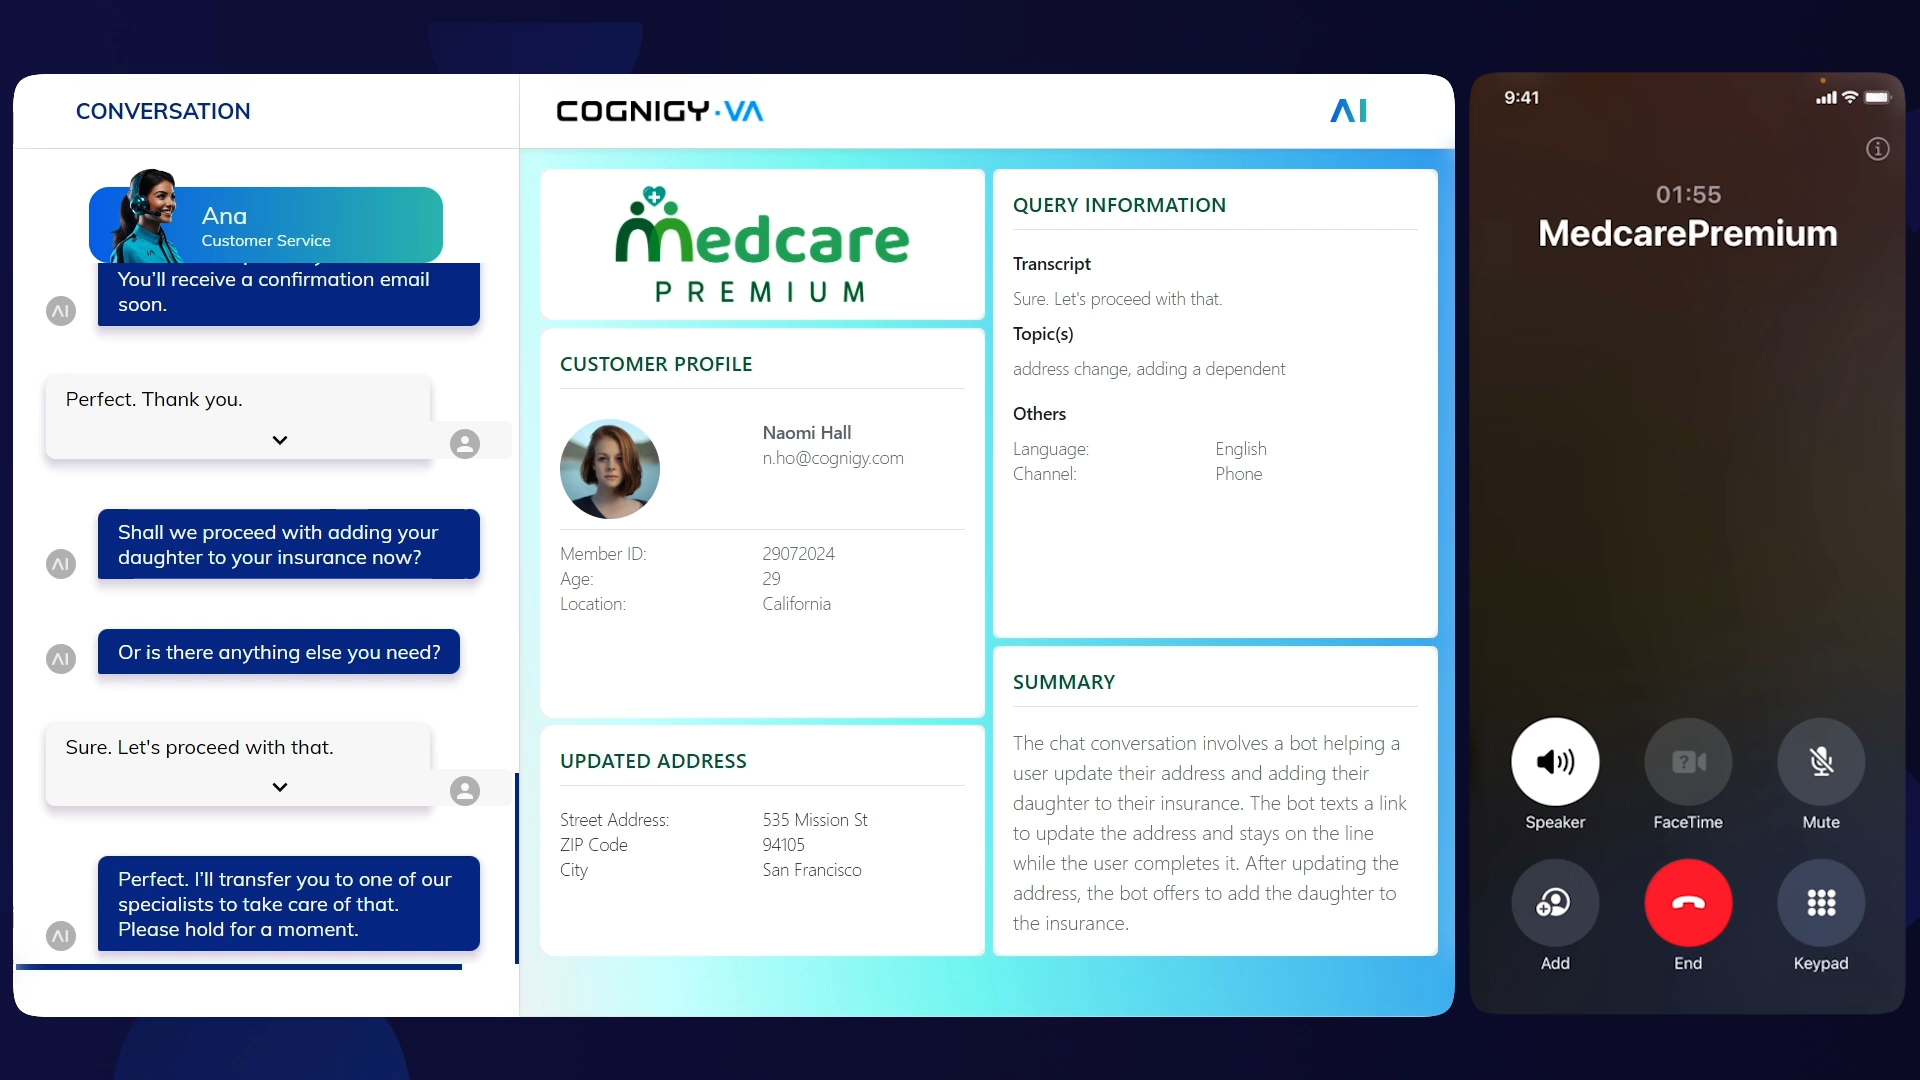 CONVERSATION
Ana
Customer Service
You'll receive a confirmation email
soon.
AI
Perfect. Thank you.
Shall we proceed with adding your
daughter to your insurance now?
AI
Or is there anything else you need?
AI
Sure. Let's proceed with that.
Perfect. I'll transfer you to one of our
specialists to take care of that.
Please hold for a moment.
AI
COGNIGY·VA
AI
Medcare
PREMIUM
CUSTOMER PROFILE
Naomi Hall
n.ho@cognigy.com
Member ID: 29072024
Age: 29
Location: California
UPDATED ADDRESS
Street Address: 535 Mission St
ZIP Code 94105
City San Francisco
QUERY INFORMATION
Transcript
Sure. Let's proceed with that.
Topic(s)
address change, adding a dependent
Others
Language: English
Channel: Phone
SUMMARY
The chat conversation involves a bot helping a
user update their address and adding their
daughter to their insurance. The bot texts a link
to update the address and stays on the line
while the user completes it. After updating the
address, the bot offers to add the daughter to
the insurance.
9:41
01:55
MedcarePremium
Speaker
FaceTime
Mute
Add
End
Keypad